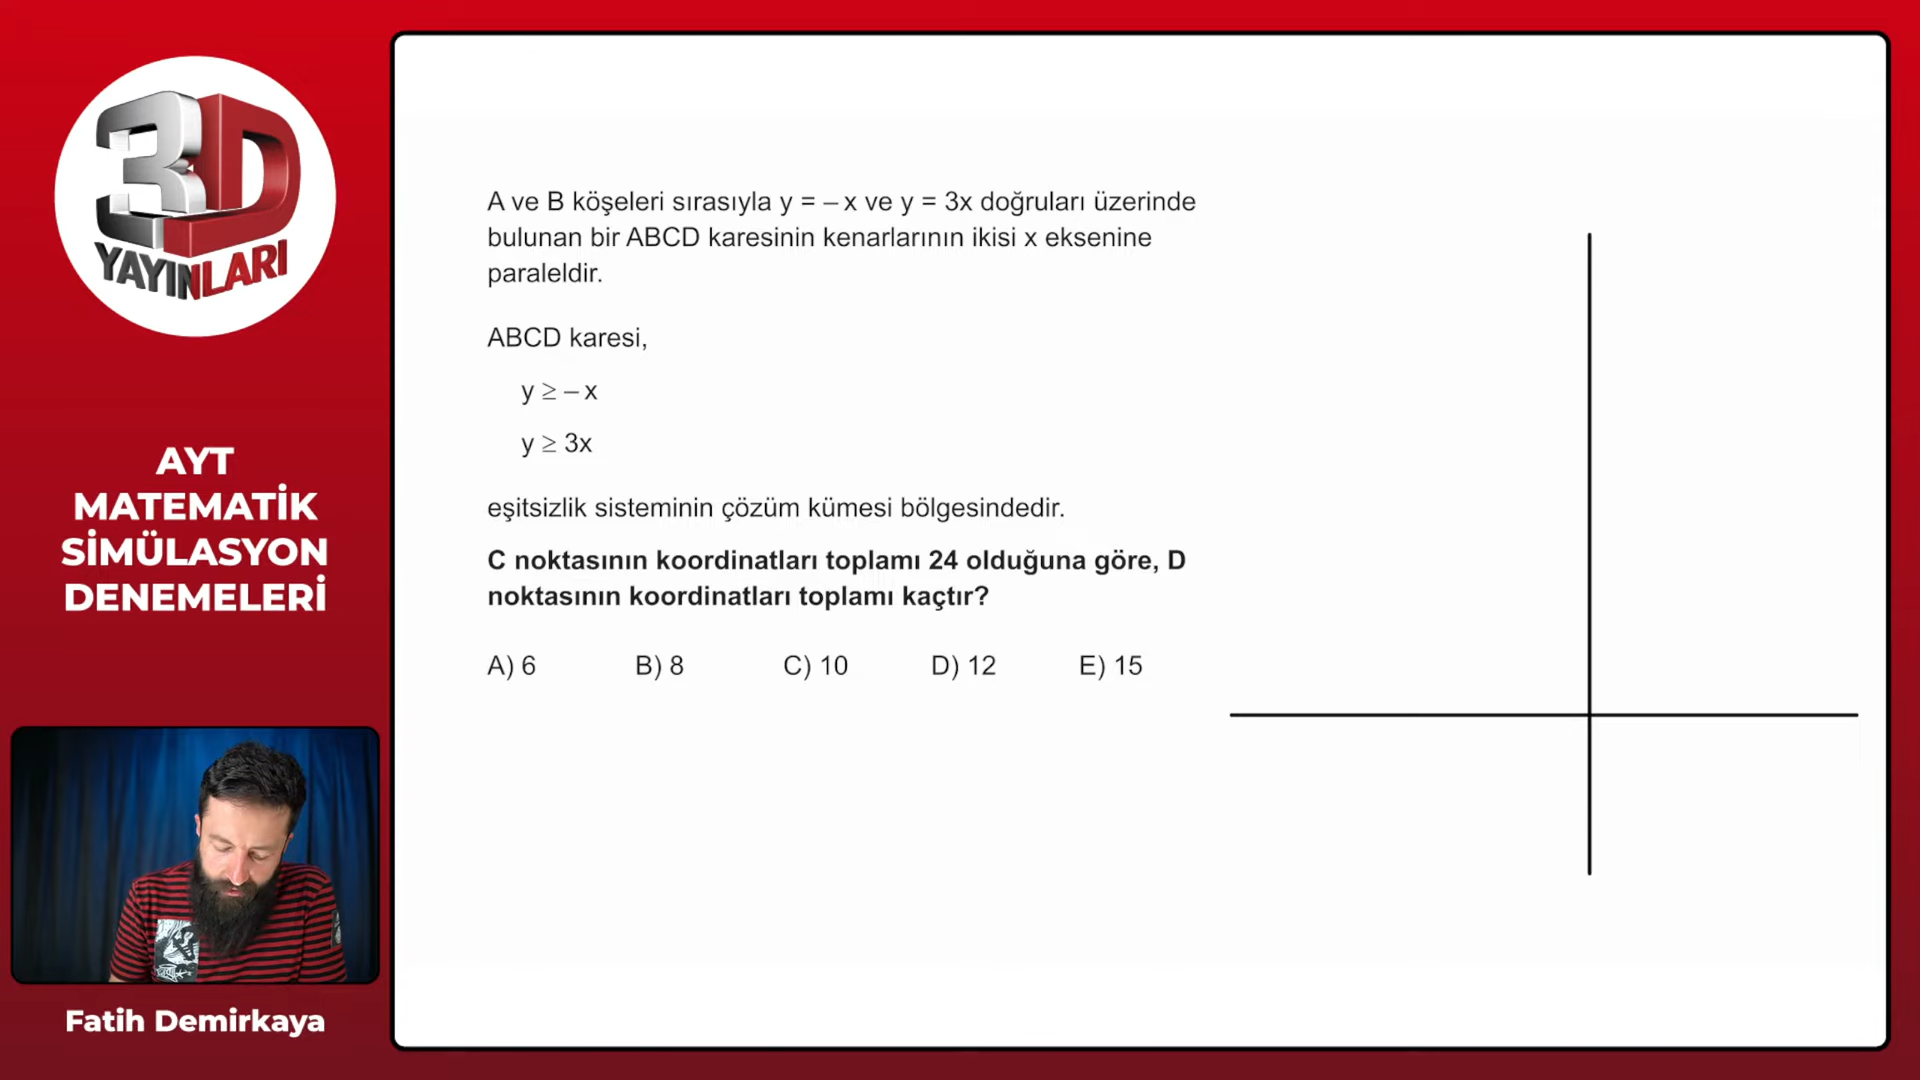 3D
YAYINLARI
AYT
MATEMATİK
SİMÜLASYON
DENEMELERİ
Fatih Demirkaya
A ve B köşeleri sırasıyla y = – x ve y = 3x doğruları üzerinde
bulunan bir ABCD karesinin kenarlarının ikisi x eksenine
paraleldir.
ABCD karesi,
y ≥ – x
y ≥ 3x
eşitsizlik sisteminin çözüm kümesi bölgesindedir.
C noktasının koordinatları toplamı 24 olduğuna göre, D
noktasının koordinatları toplamı kaçtır?
A) 6 B) 8 C) 10 D) 12 E) 15